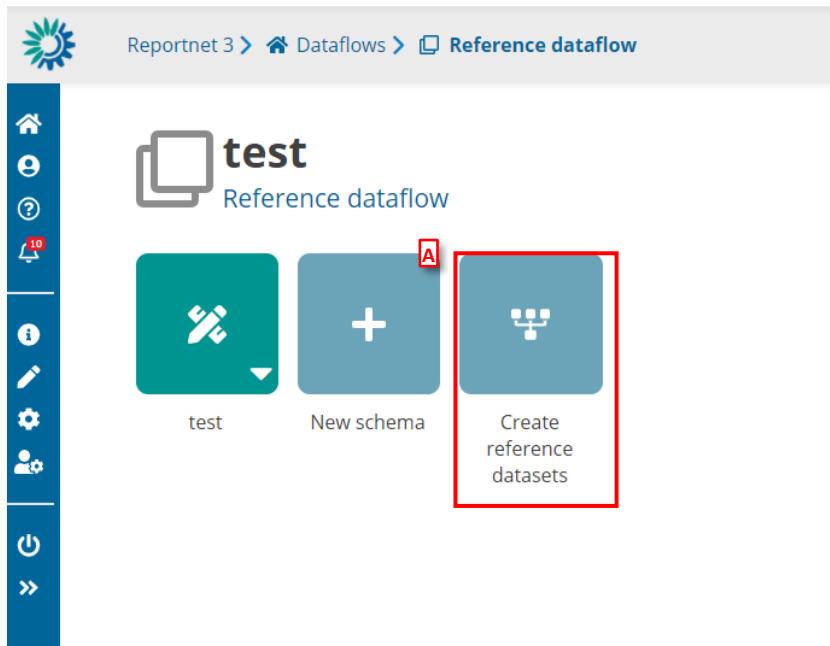 Reportnet 3 Dataflows Reference dataflow
10
test
Reference dataflow
A
test
New schema
Create
reference
datasets